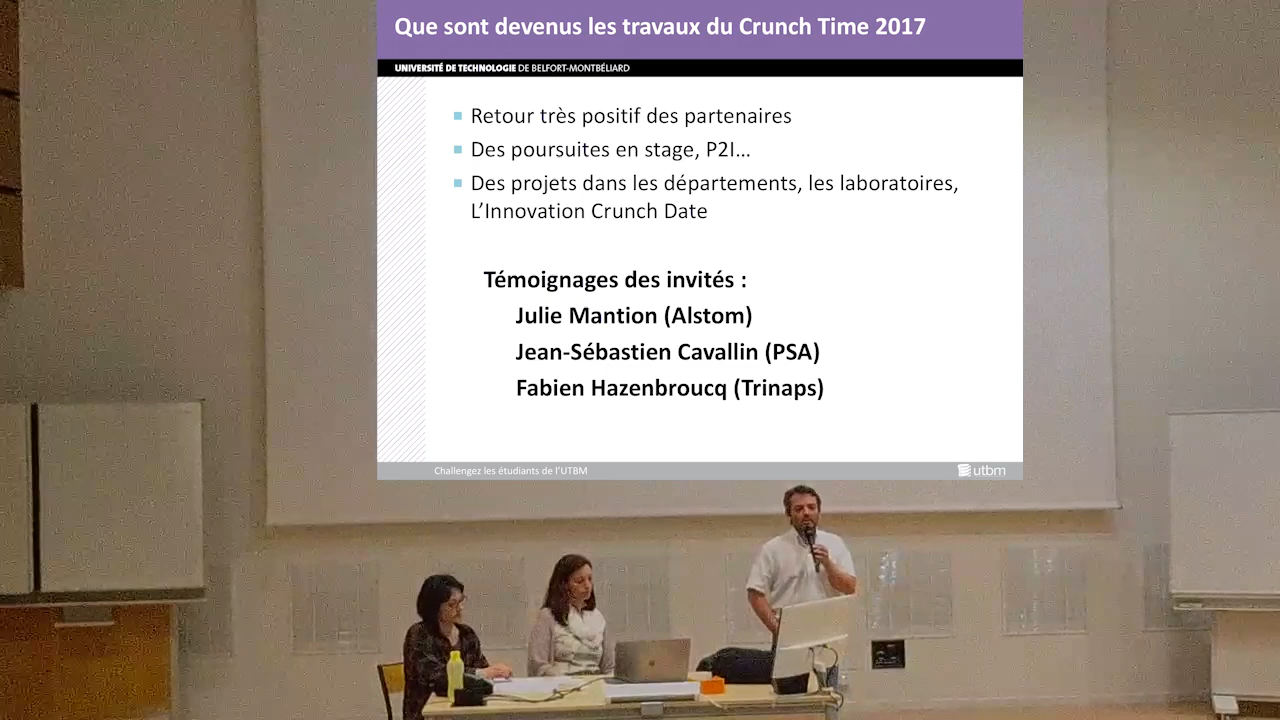 Que sont devenus les travaux du Crunch Time 2017
UNIVERSITÉ DE TECHNOLOGIE DE BELFORT-MONTBÉLIARD
Retour très positif des partenaires
Des poursuites en stage, P2I...
Des projets dans les départements, les laboratoires,
L’Innovation Crunch Date
Témoignages des invités :
Julie Mantion (Alstom)
Jean-Sébastien Cavallin (PSA)
Fabien Hazenbroucq (Trinaps)
Challengez les étudiants de l’UTBM
utbm